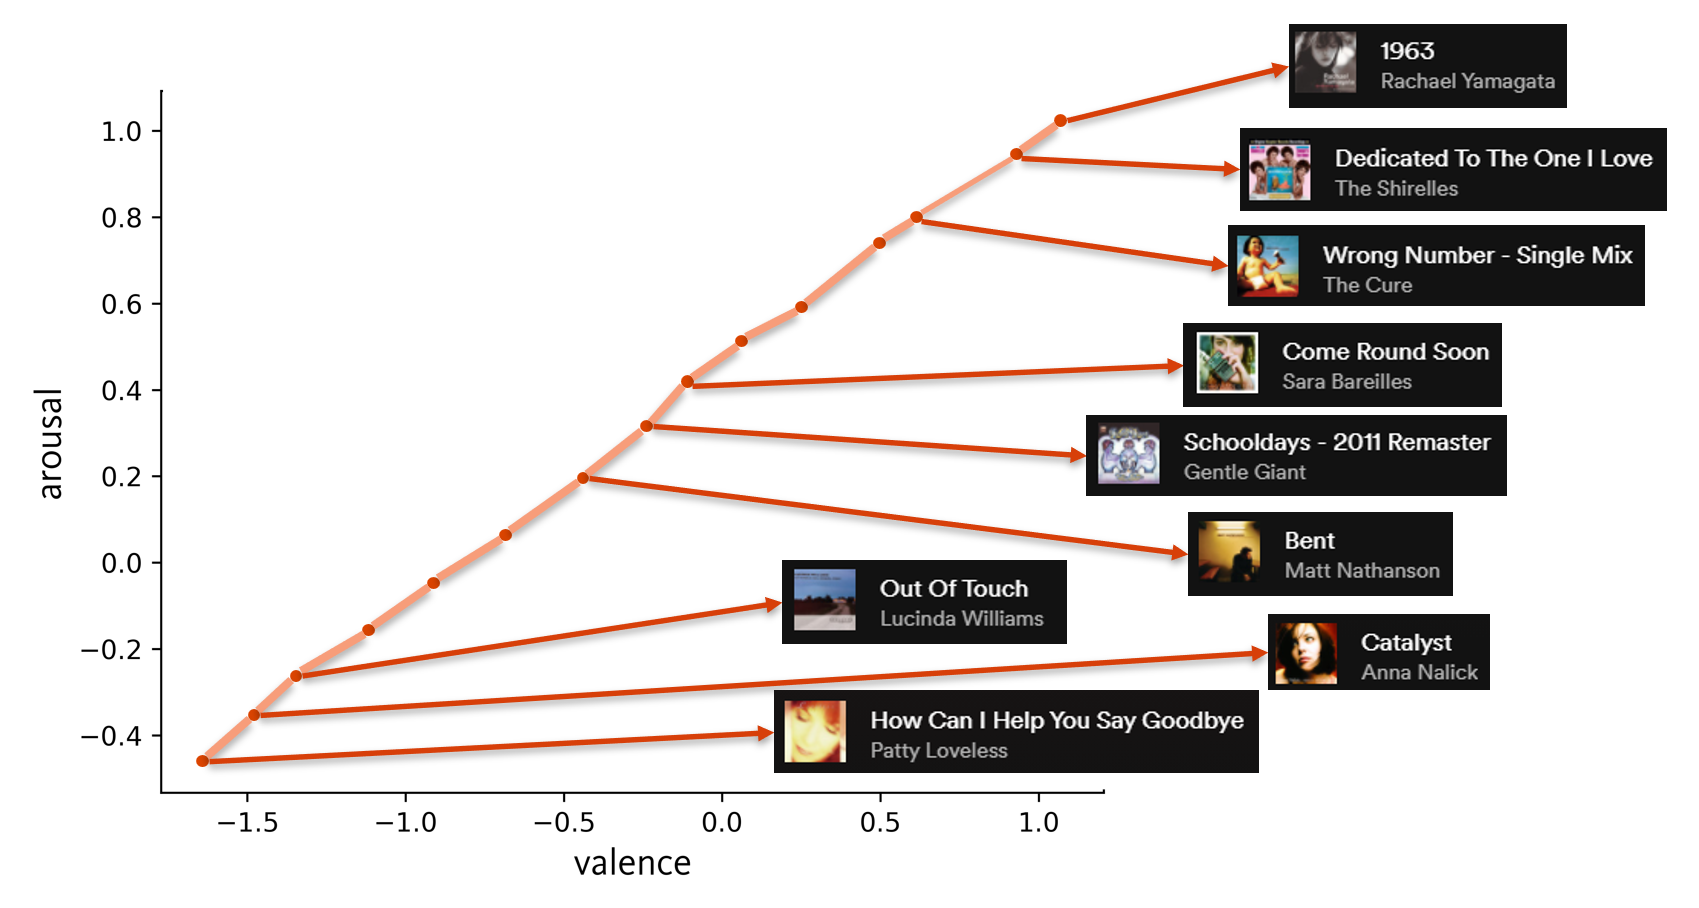 1963
Rachael Yamagata
Dedicated To The One I Love
The Shirelles
Wrong Number - Single Mix
The Cure
Come Round Soon
Sara Bareilles
Schooldays - 2011 Remaster
Gentle Giant
Bent
Matt Nathanson
Out Of Touch
Lucinda Williams
Catalyst
Anna Nalick
How Can I Help You Say Goodbye
Patty Loveless
arousal
1.0
0.8
0.6
0.4
0.2
0.0
−0.2
−0.4
−1.5 −1.0 −0.5 0.0 0.5 1.0
valence